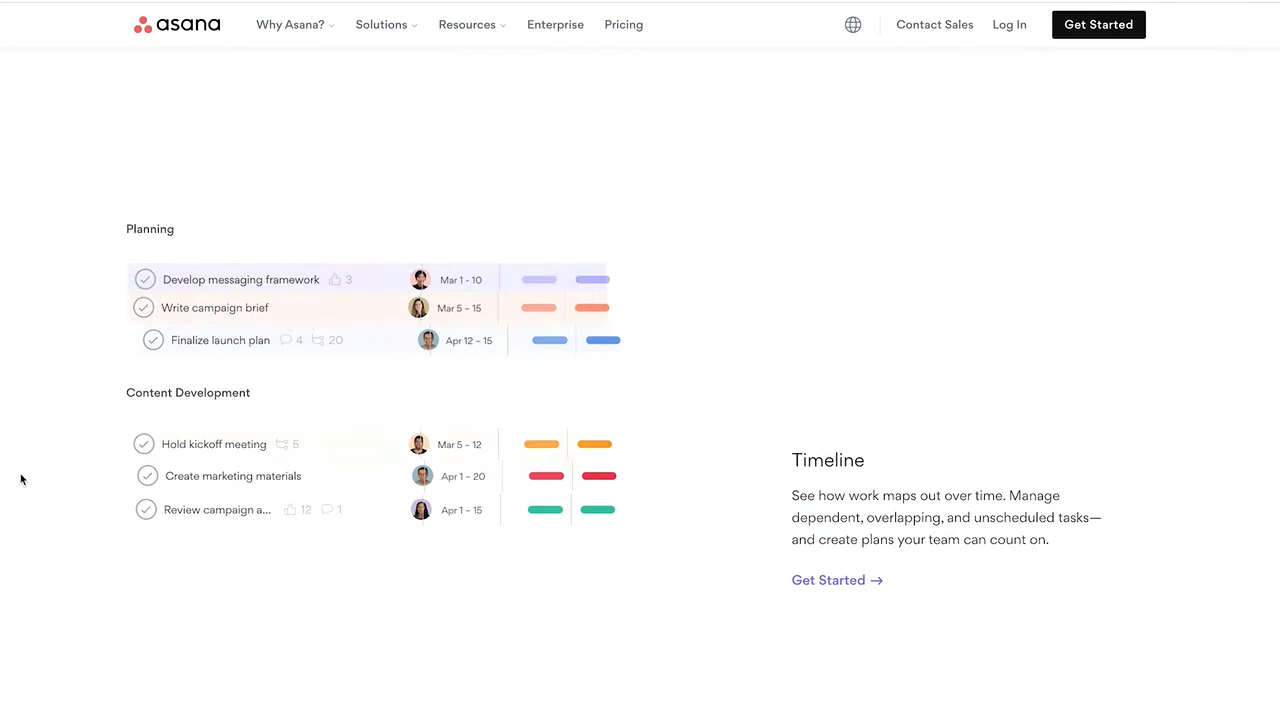 asana Why Asana? Solutions Resources Enterprise Pricing Contact Sales Log In Get Started
Planning
Develop messaging framework 3 Mar 1 - 10
Write campaign brief Mar 5 – 15
Finalize launch plan 4 20 Apr 12 – 15
Content Development
Hold kickoff meeting 5 Mar 5 – 12
Create marketing materials Apr 1 – 20
Review campaign a... 12 1 Apr 1 – 15
Timeline
See how work maps out over time. Manage
dependent, overlapping, and unscheduled tasks—
and create plans your team can count on.
Get Started →